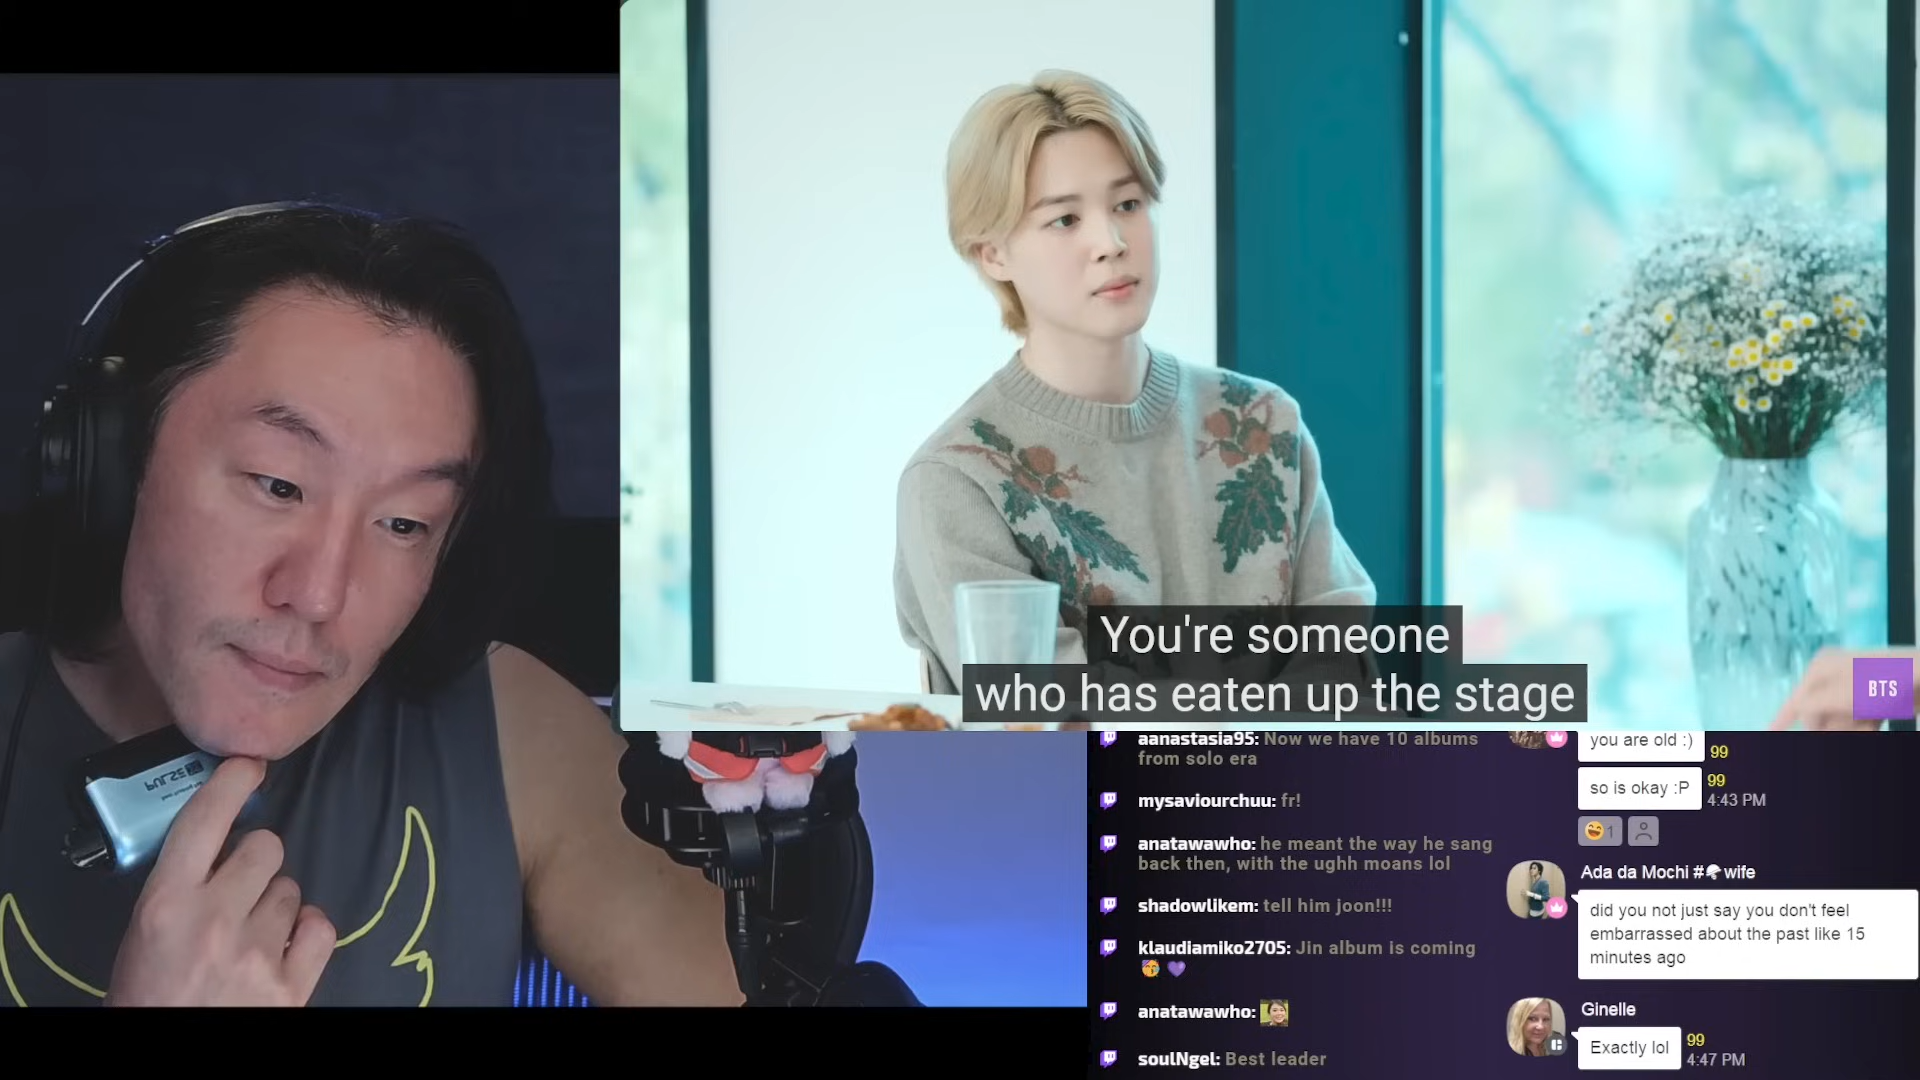 You're someone
who has eaten up the stage
BTS
PULSE
aanastasia95: Now we have 10 albums
from solo era
mysaviourchuu: fr!
anatawawho: he meant the way he sang
back then, with the ughh moans lol
shadowlikem: tell him joon!!!
klaudiamiko2705: Jin album is coming
🥳 💜
anatawawho:
soulNgel: Best leader
you are old :) 99
so is okay :P 99
4:43 PM
😄 1
Ada da Mochi #🪂wife
did you not just say you don't feel
embarrassed about the past like 15
minutes ago
Ginelle
Exactly lol 99
4:47 PM